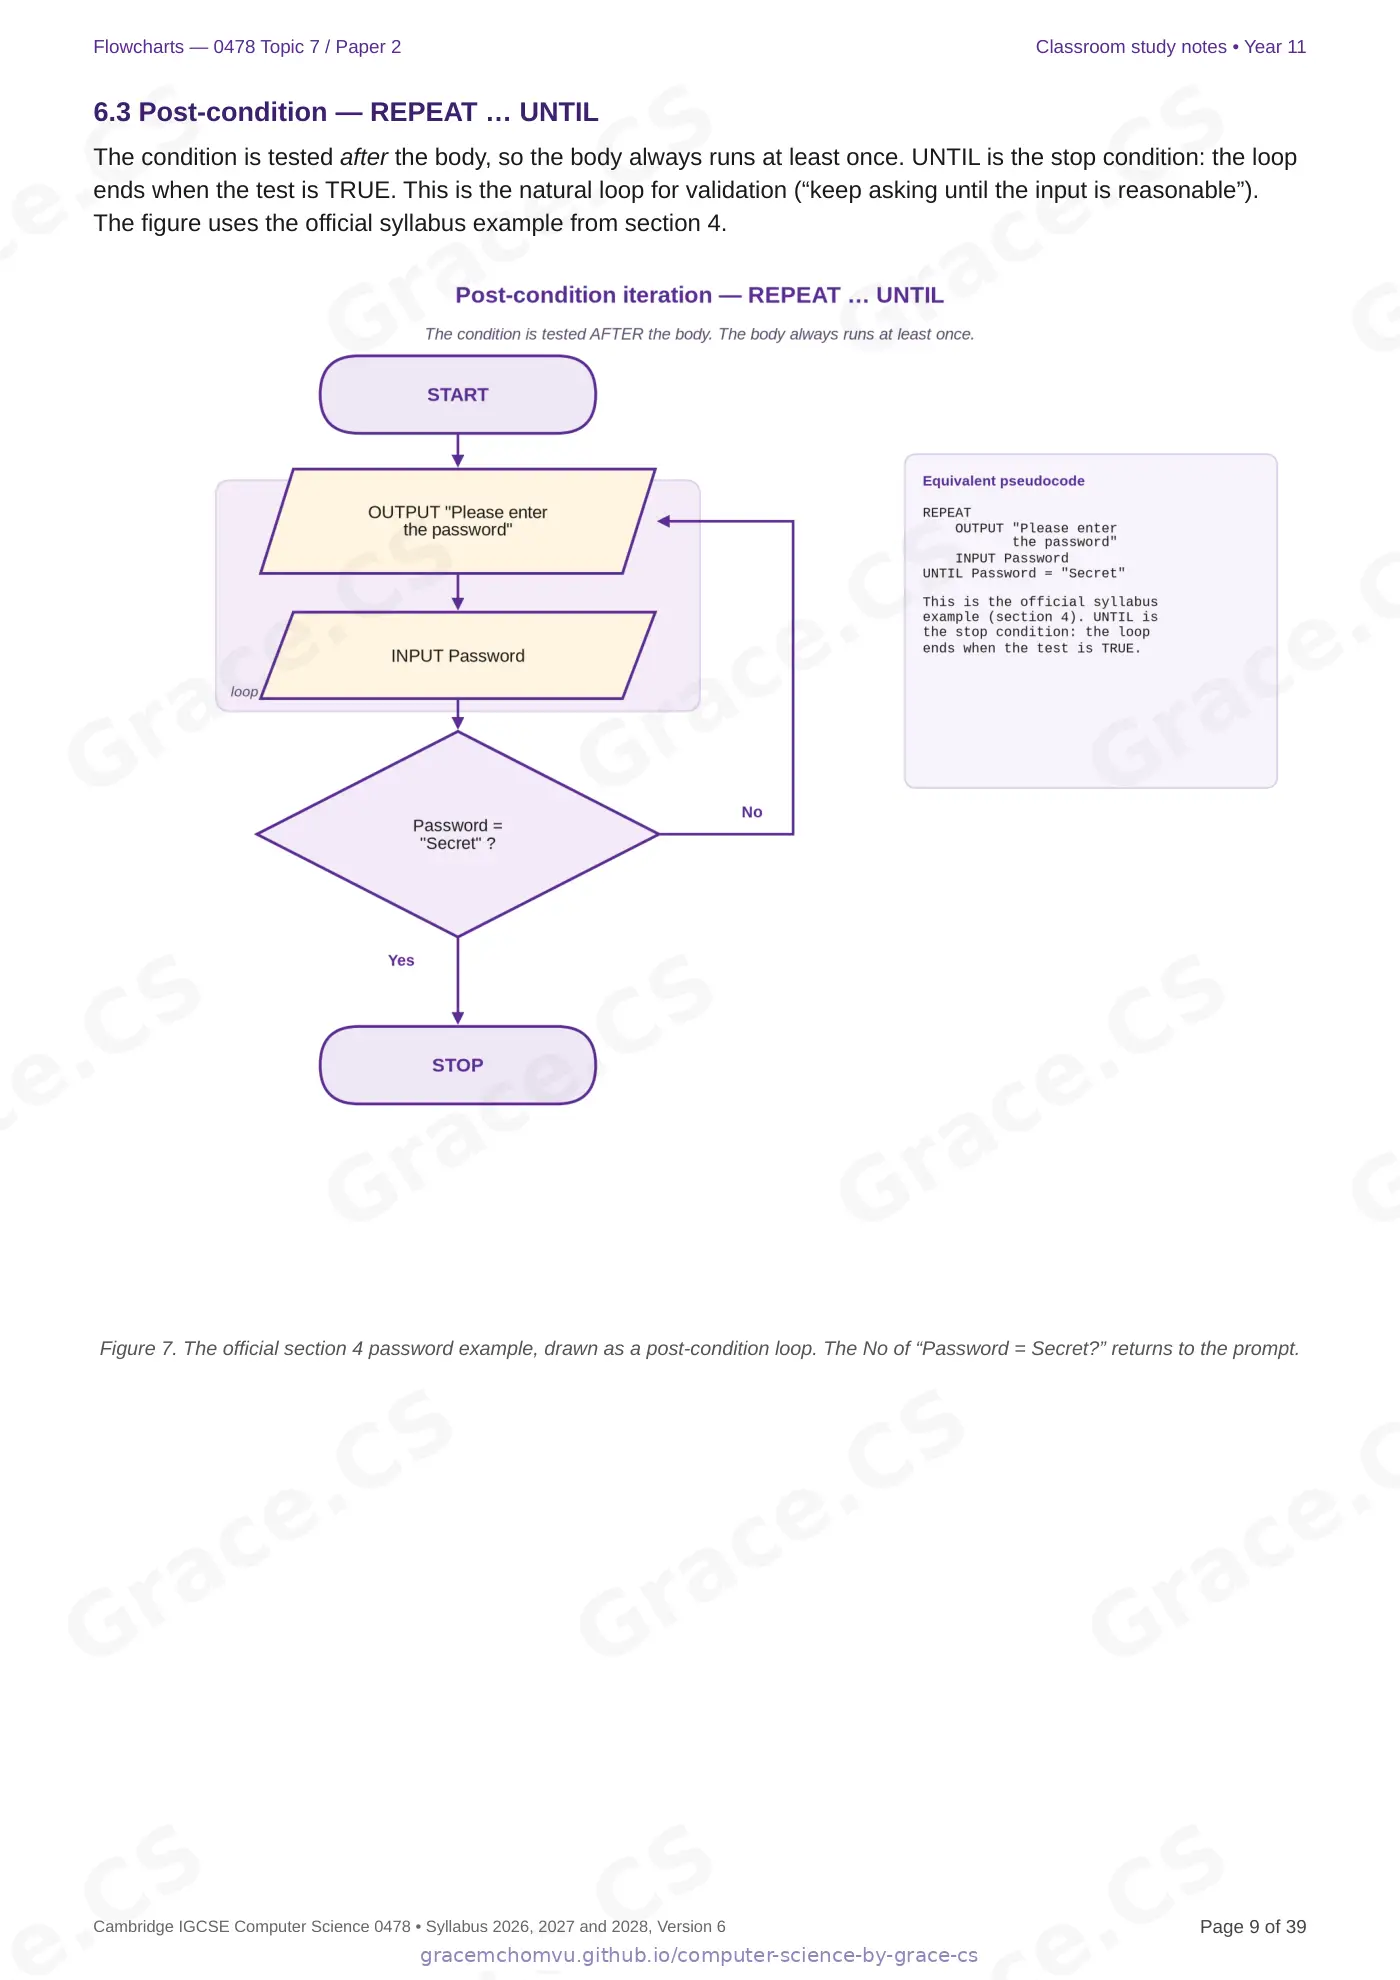 Flowcharts — 0478 Topic 7 / Paper 2
Classroom study notes • Year 11
6.3 Post-condition — REPEAT … UNTIL
The condition is tested after the body, so the body always runs at least once. UNTIL is the stop condition: the loop
ends when the test is TRUE. This is the natural loop for validation (“keep asking until the input is reasonable”).
The figure uses the official syllabus example from section 4.
Post-condition iteration — REPEAT … UNTIL
The condition is tested AFTER the body. The body always runs at least once.
START
OUTPUT "Please enter
the password"
INPUT Password
loop
Password =
"Secret" ?
No
Yes
STOP
Equivalent pseudocode
REPEAT
OUTPUT "Please enter
the password"
INPUT Password
UNTIL Password = "Secret"
This is the official syllabus
example (section 4). UNTIL is
the stop condition: the loop
ends when the test is TRUE.
Figure 7. The official section 4 password example, drawn as a post-condition loop. The No of “Password = Secret?” returns to the prompt.
Cambridge IGCSE Computer Science 0478 • Syllabus 2026, 2027 and 2028, Version 6
Page 9 of 39
gracemchomvu.github.io/computer-science-by-grace-cs
Grace.CS